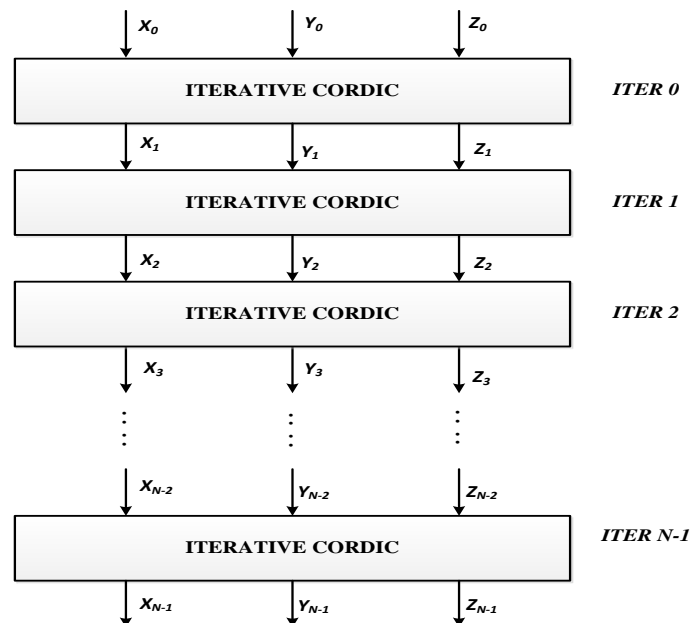 X0 Y0 Z0
ITERATIVE CORDIC ITER 0
X1 Y1 Z1
ITERATIVE CORDIC ITER 1
X2 Y2 Z2
ITERATIVE CORDIC ITER 2
X3 Y3 Z3
XN-2 YN-2 ZN-2
ITERATIVE CORDIC ITER N-1
XN-1 YN-1 ZN-1